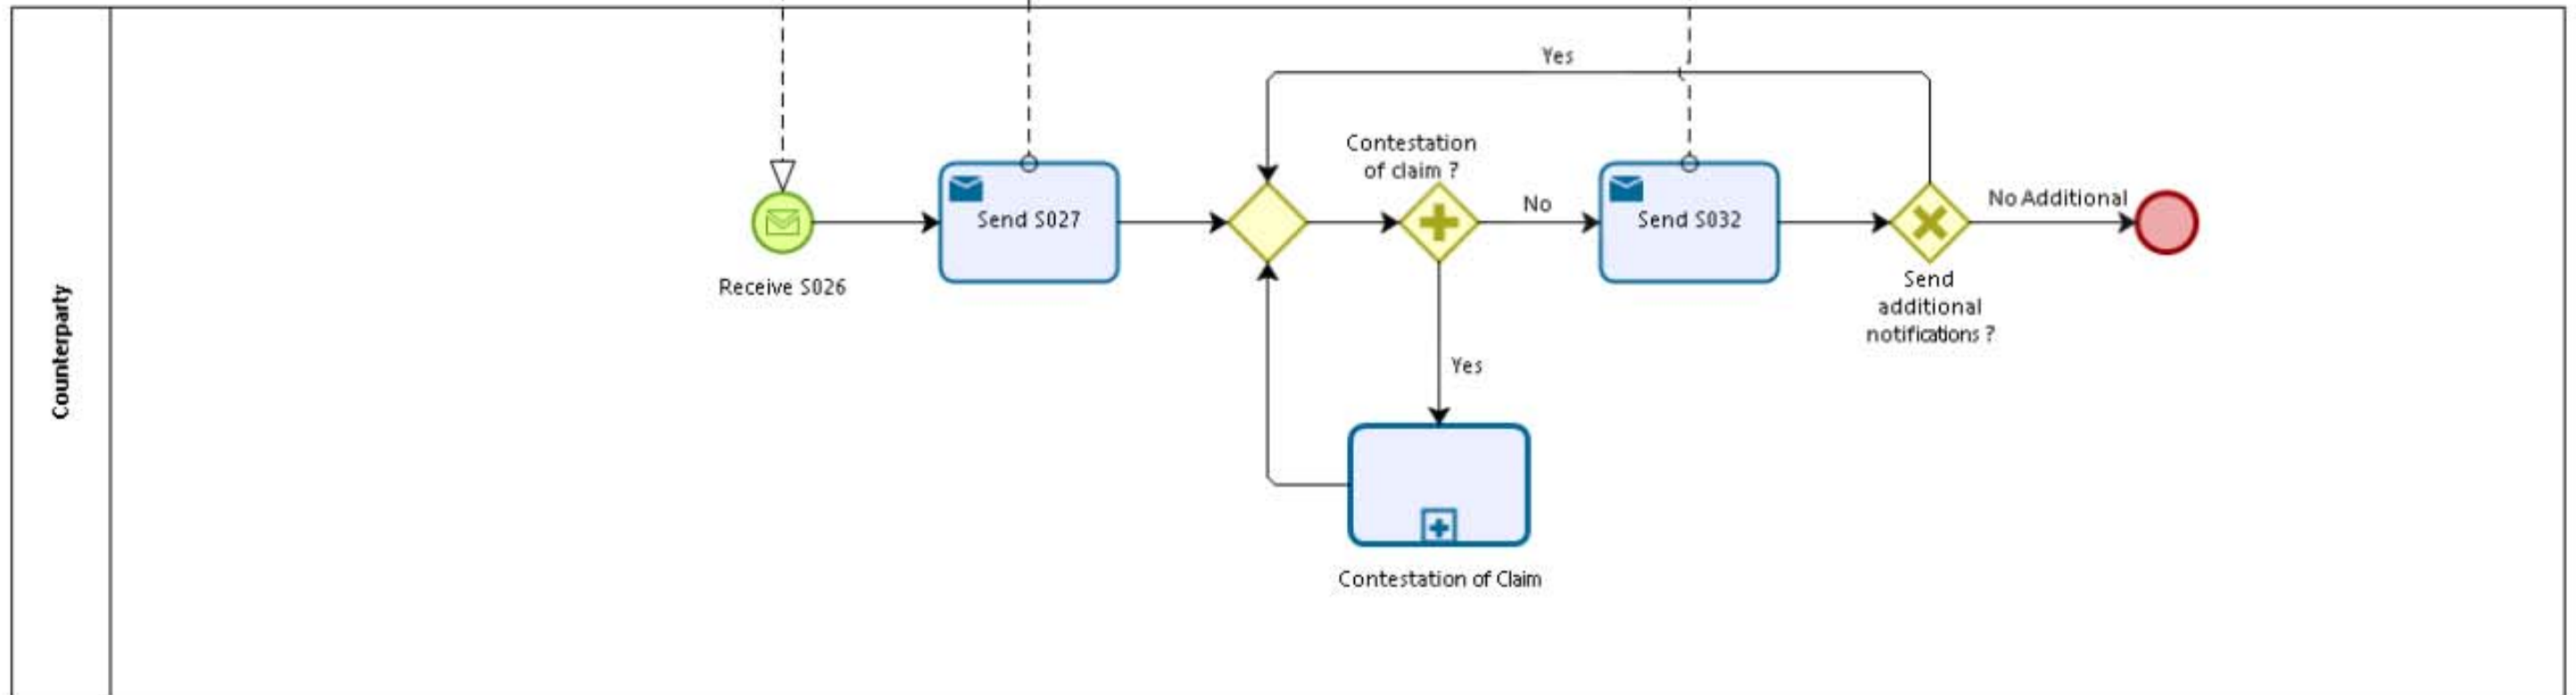 Counterparty
Yes
Contestation
of claim ?
Receive S026
Send S027
No
Send S032
No Additional
Send
additional
notifications ?
Yes
Contestation of Claim